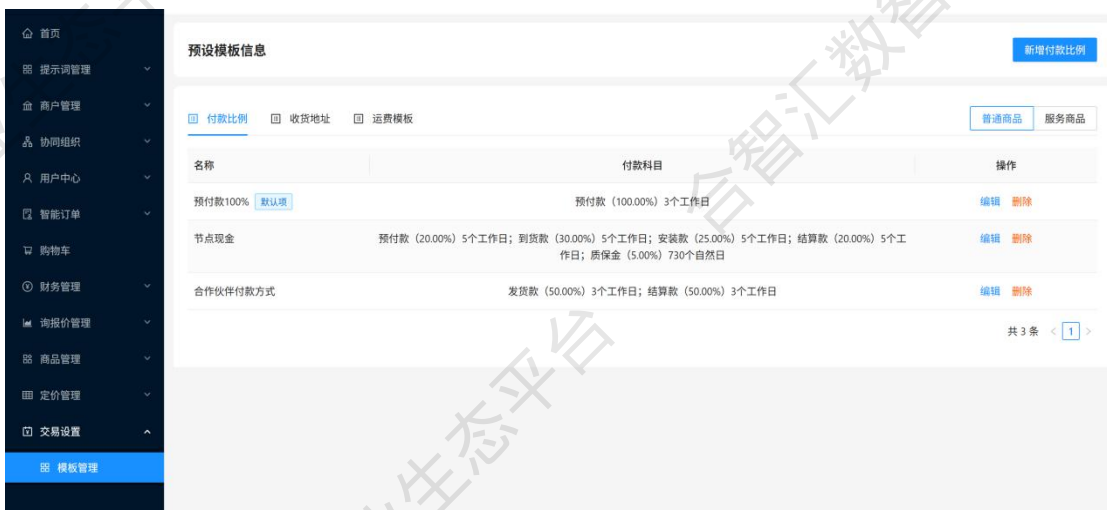 首页
提示词管理
商户管理
协同组织
用户中心
智能订单
购物车
财务管理
询报价管理
商品管理
定价管理
交易设置
模板管理
预设模板信息
新增付款比例
付款比例 收货地址 运费模板
普通商品 服务商品
名称 付款科目 操作
预付款100% 默认项 预付款（100.00%）3个工作日 编辑 删除
节点现金 预付款（20.00%）5个工作日；到货款（30.00%）5个工作日；安装款（25.00%）5个工作日；结算款（20.00%）5个工
作日；质保金（5.00%）730个自然日 编辑 删除
合作伙伴付款方式 发货款（50.00%）3个工作日；结算款（50.00%）3个工作日 编辑 删除
共 3 条 < 1 >
合智汇数智
业生态平台